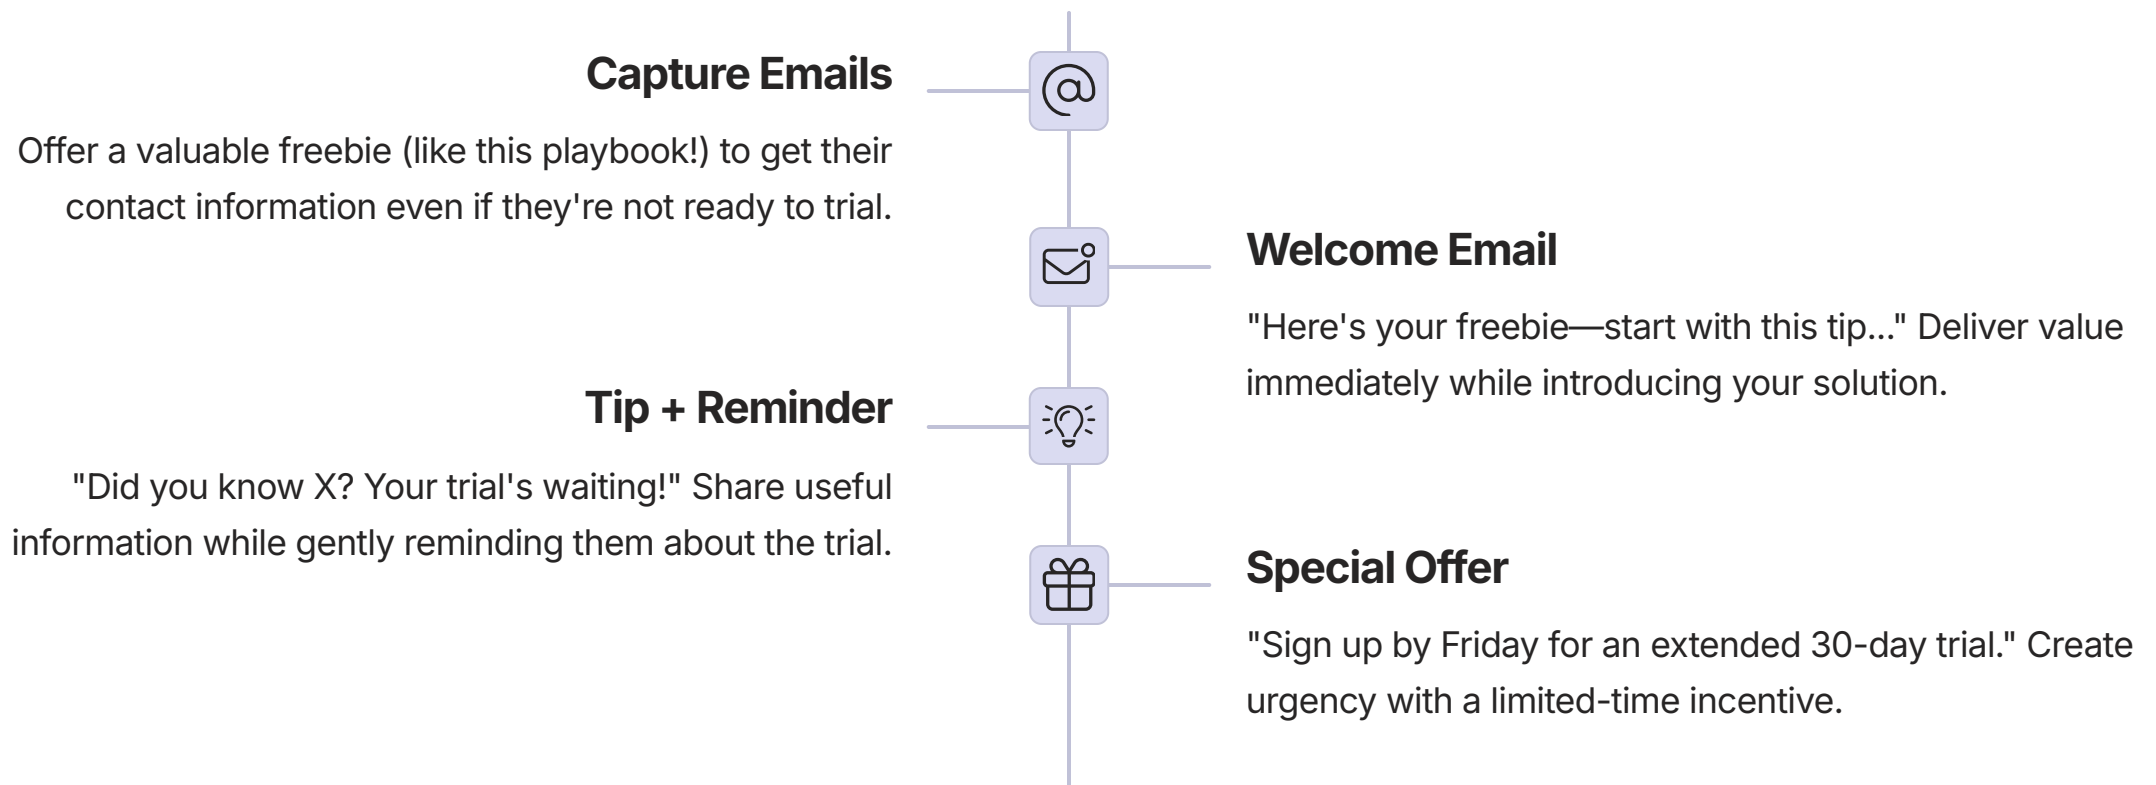 Capture Emails
Offer a valuable freebie (like this playbook!) to get their
contact information even if they're not ready to trial.
Welcome Email
"Here's your freebie—start with this tip..." Deliver value
immediately while introducing your solution.
Tip + Reminder
"Did you know X? Your trial's waiting!" Share useful
information while gently reminding them about the trial.
Special Offer
"Sign up by Friday for an extended 30-day trial." Create
urgency with a limited-time incentive.